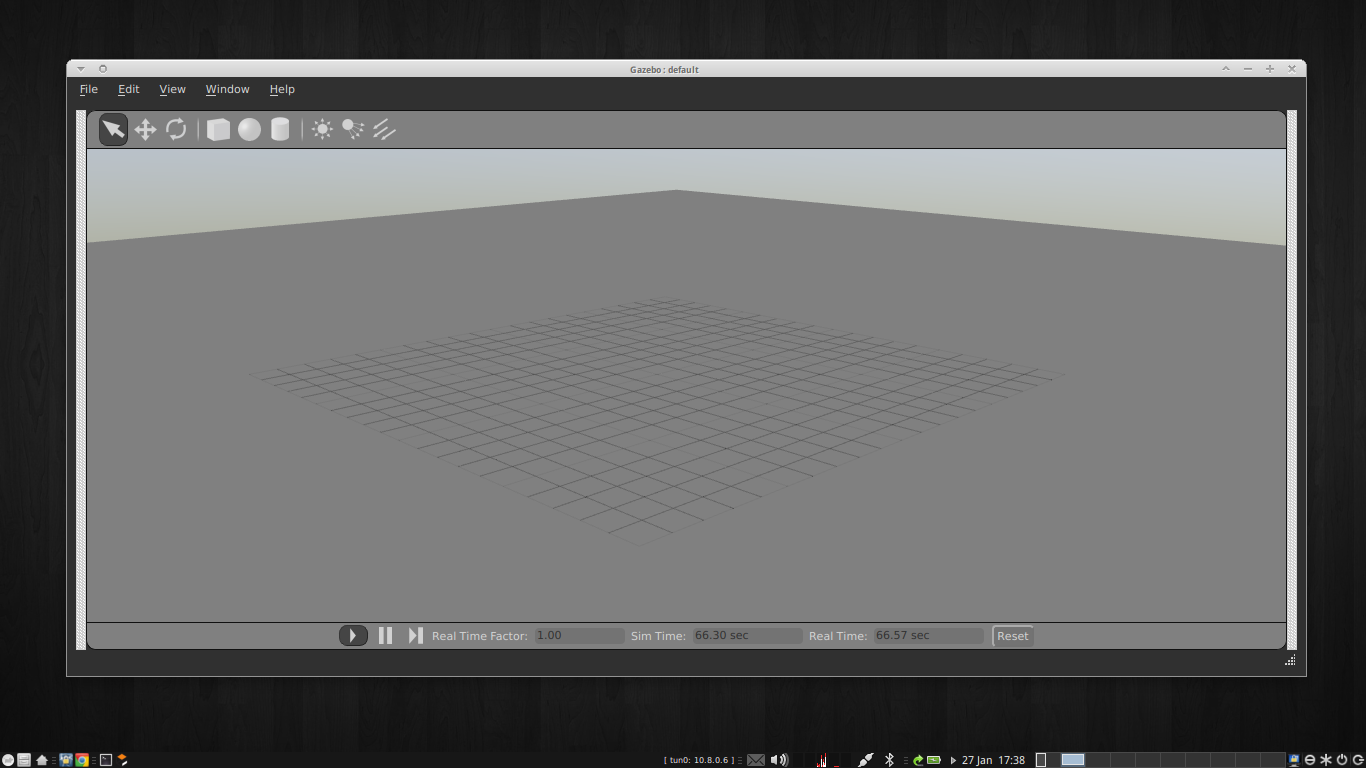 Gazebo: default
File Edit View Window Help
Real Time Factor: 1.00 Sim Time: 66.30 sec Real Time: 66.57 sec Reset
[ tun0: 10.8.0.6 ] 27 Jan 17:38